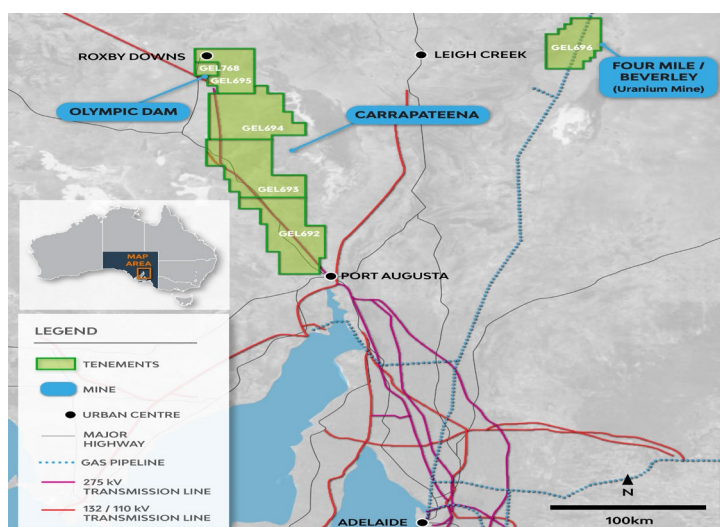 ROXBY DOWNS
GEL768
GEL695
OLYMPIC DAM
GEL694
CARRAPATEENA
GEL693
GEL692
LEIGH CREEK
GEL696
FOUR MILE /
BEVERLEY
(Uranium Mine)
PORT AUGUSTA
MAP
AREA
LEGEND
TENEMENTS
MINE
URBAN CENTRE
MAJOR
HIGHWAY
GAS PIPELINE
275 kV
TRANSMISSION LINE
132 / 110 kV
TRANSMISSION LINE
ADELAIDE
N
100km